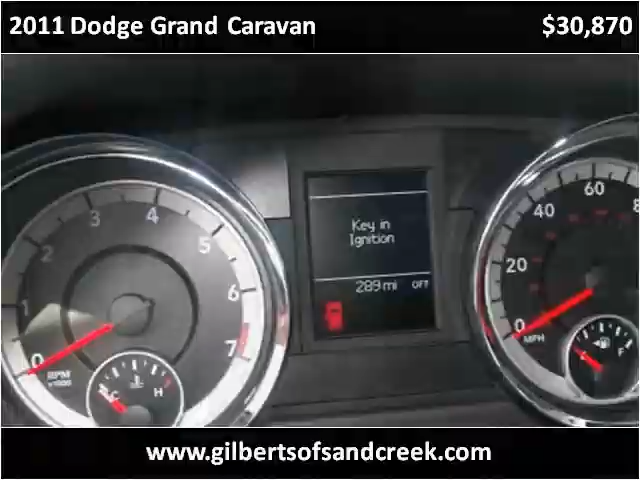 2011 Dodge Grand Caravan $30,870
Key in
Ignition
289 mi OFF
0 1 2 3 4 5 6 7
RPM
x1000
C H
0 20 40 60 8
MPH
F
www.gilbertsofsandcreek.com